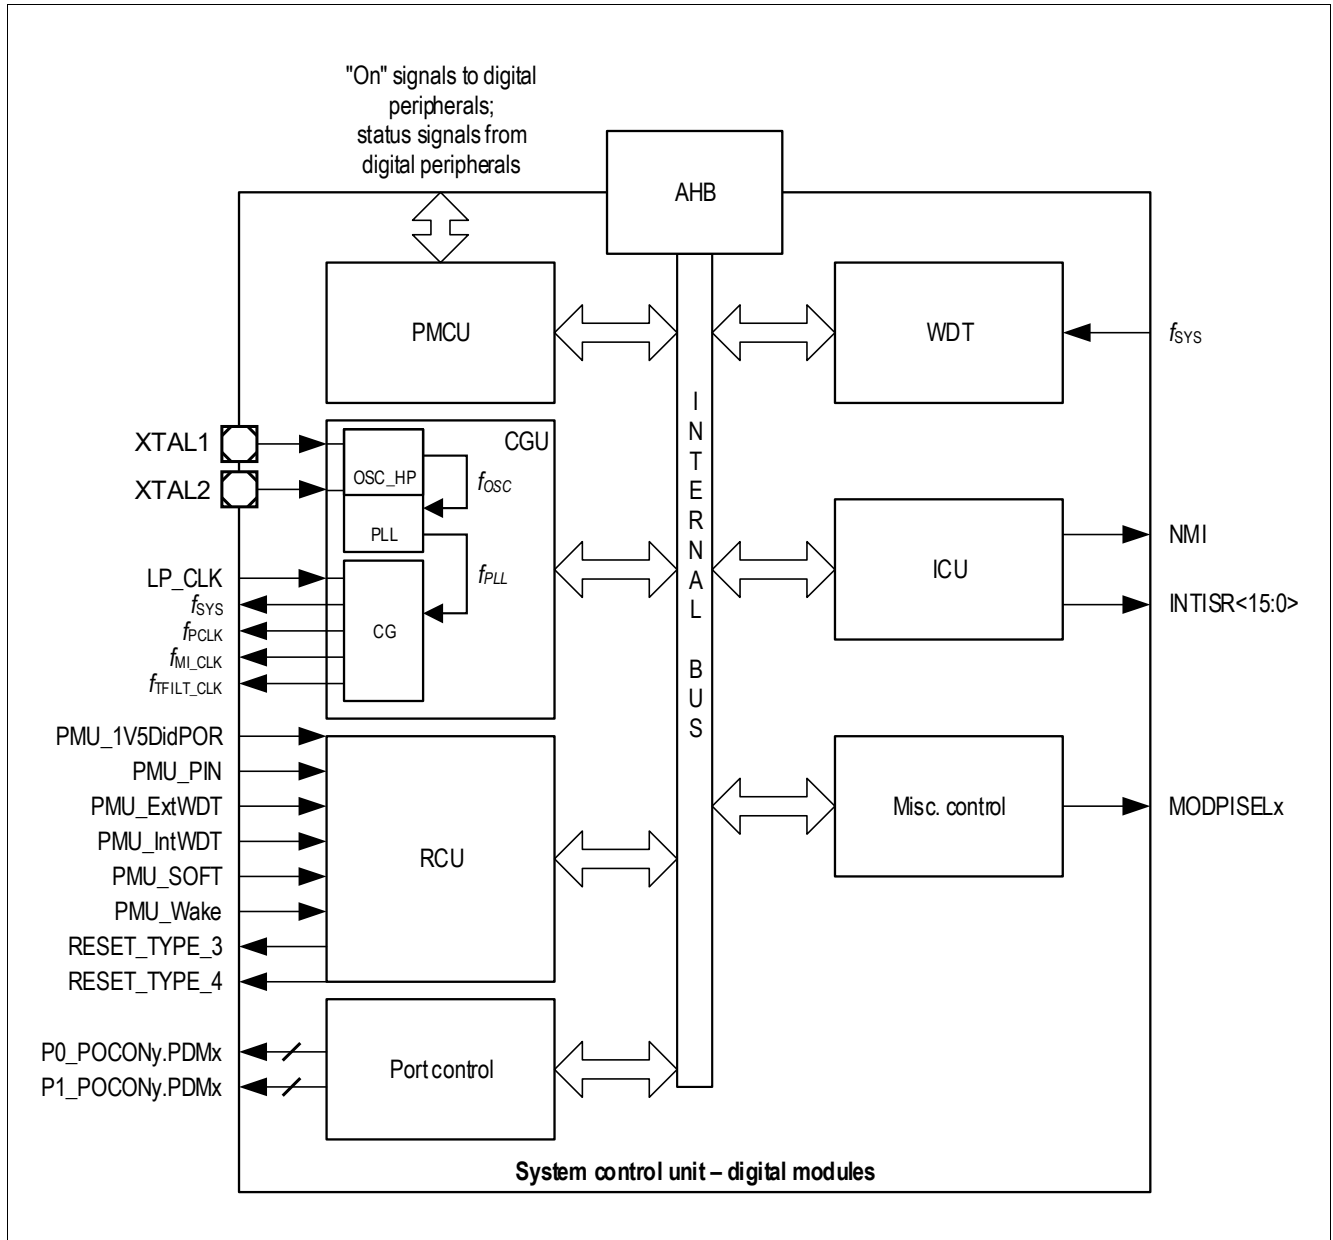 "On" signals to digital
peripherals;
status signals from
digital peripherals
AHB
PMCU
WDT
fSYS
INTERNAL BUS
XTAL1
XTAL2
CGU
OSC_HP
fOSC
PLL
fPLL
CG
LP_CLK
fSYS
fPCLK
fMI_CLK
fTFILT_CLK
ICU
NMI
INTISR<15:0>
PMU_1V5DidPOR
PMU_PIN
PMU_ExtWDT
PMU_IntWDT
PMU_SOFT
PMU_Wake
RESET_TYPE_3
RESET_TYPE_4
RCU
Misc. control
MODPISELx
P0_POCONy.PDMx
P1_POCONy.PDMx
Port control
System control unit – digital modules